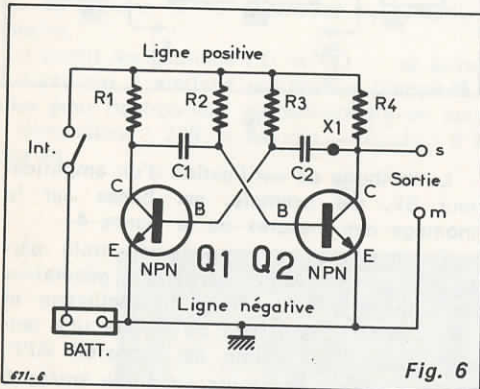 Ligne positive
R1 R2 R3 R4
X1
Int. C1 C2 s
Sortie
C B B C
m
E E
NPN Q1 Q2 NPN
Ligne négative
BATT.
671-6 Fig. 6